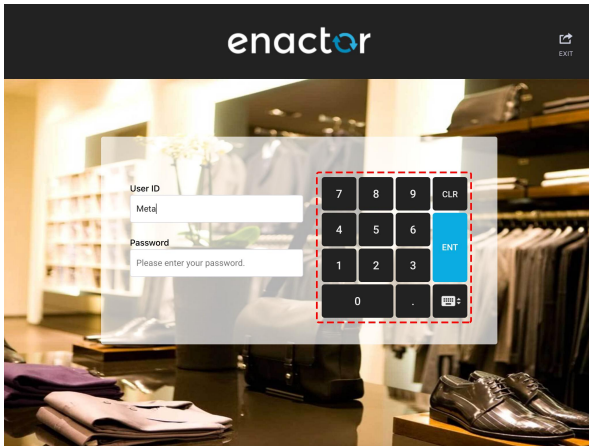 enactor
EXIT
User ID
Meta
Password
Please enter your password.
7 8 9 CLR
4 5 6
ENT
1 2 3
0 .